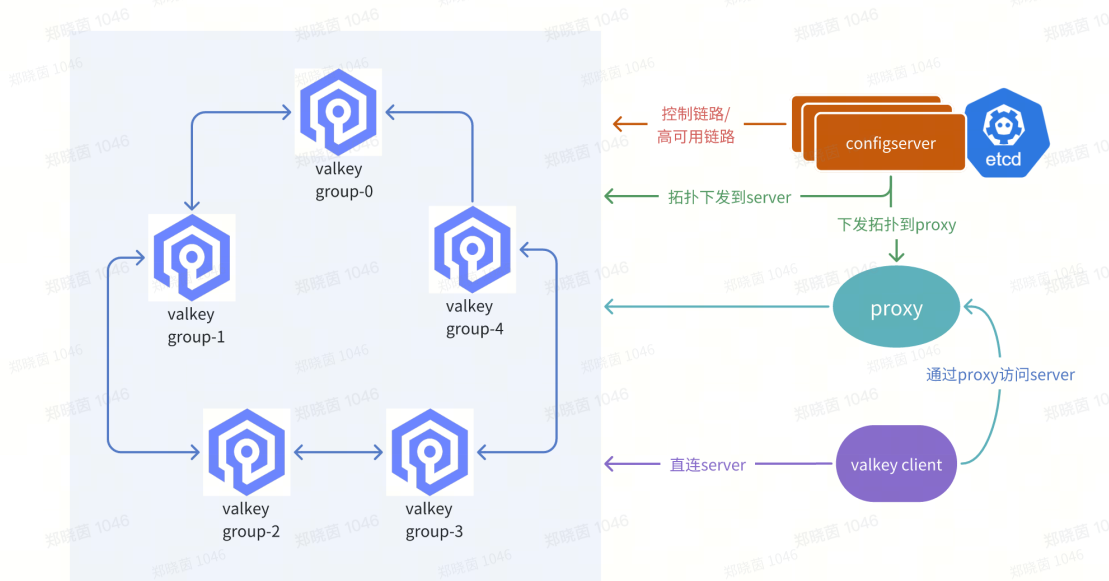 valkey
group-0
valkey
group-1
valkey
group-4
valkey
group-2
valkey
group-3
控制链路/
高可用链路
configserver
etcd
拓扑下发到server
下发拓扑到proxy
proxy
通过proxy访问server
直连server
valkey client
郑晓茵 1046